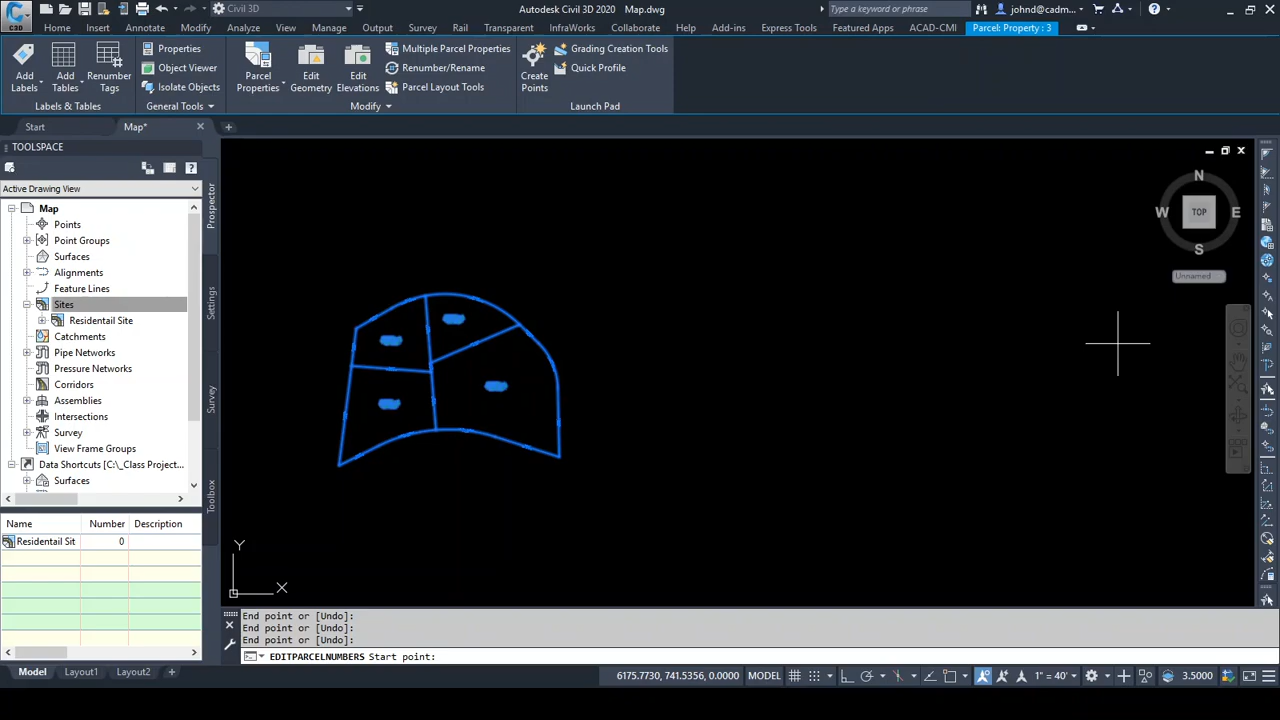 C3D
Civil 3D
Autodesk Civil 3D 2020 Map.dwg
Type a keyword or phrase
johnd@cadm...
Home Insert Annotate Modify Analyze View Manage Output Survey Rail Transparent InfraWorks Collaborate Help Add-ins Express Tools Featured Apps ACAD-CMI Parcel: Property : 3
Add Labels
Add Tables
Renumber Tags
Labels & Tables
Properties
Object Viewer
Isolate Objects
General Tools
Parcel Properties
Edit Geometry
Edit Elevations
Multiple Parcel Properties
Renumber/Rename
Parcel Layout Tools
Modify
Create Points
Grading Creation Tools
Quick Profile
Launch Pad
Start Map*
TOOLSPACE
Active Drawing View
Map
Points
Point Groups
Surfaces
Alignments
Feature Lines
Sites
Residentail Site
Catchments
Pipe Networks
Pressure Networks
Corridors
Assemblies
Intersections
Survey
View Frame Groups
Data Shortcuts [C:\_Class Project...
Surfaces
Prospector
Settings
Survey
Toolbox
Name Number Description
Residentail Sit 0
N
W TOP E
S
Unnamed
Y
X
End point or [Undo]:
End point or [Undo]:
End point or [Undo]:
EDITPARCELNUMBERS Start point:
Model Layout1 Layout2
6175.7730, 741.5356, 0.0000 MODEL 1" = 40' 3.5000